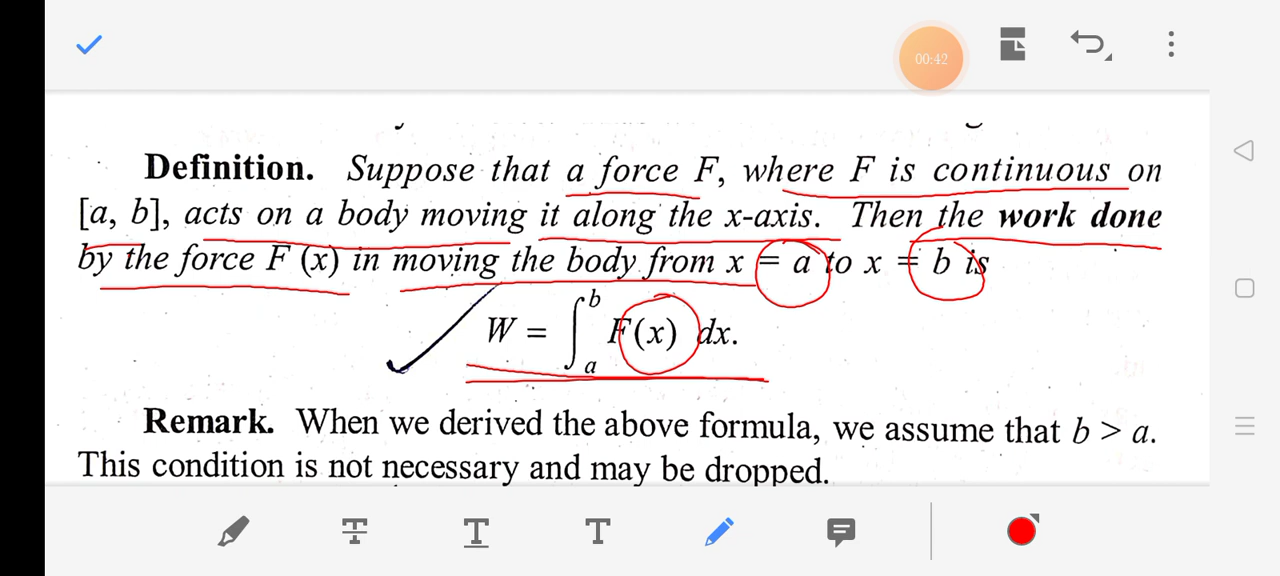 00:42
Definition. Suppose that a force F, where F is continuous on
[a, b], acts on a body moving it along the x-axis. Then the work done
by the force F (x) in moving the body from x = a to x = b is
W = ∫_a^b F(x) dx.
Remark. When we derived the above formula, we assume that b > a.
This condition is not necessary and may be dropped.
T T T